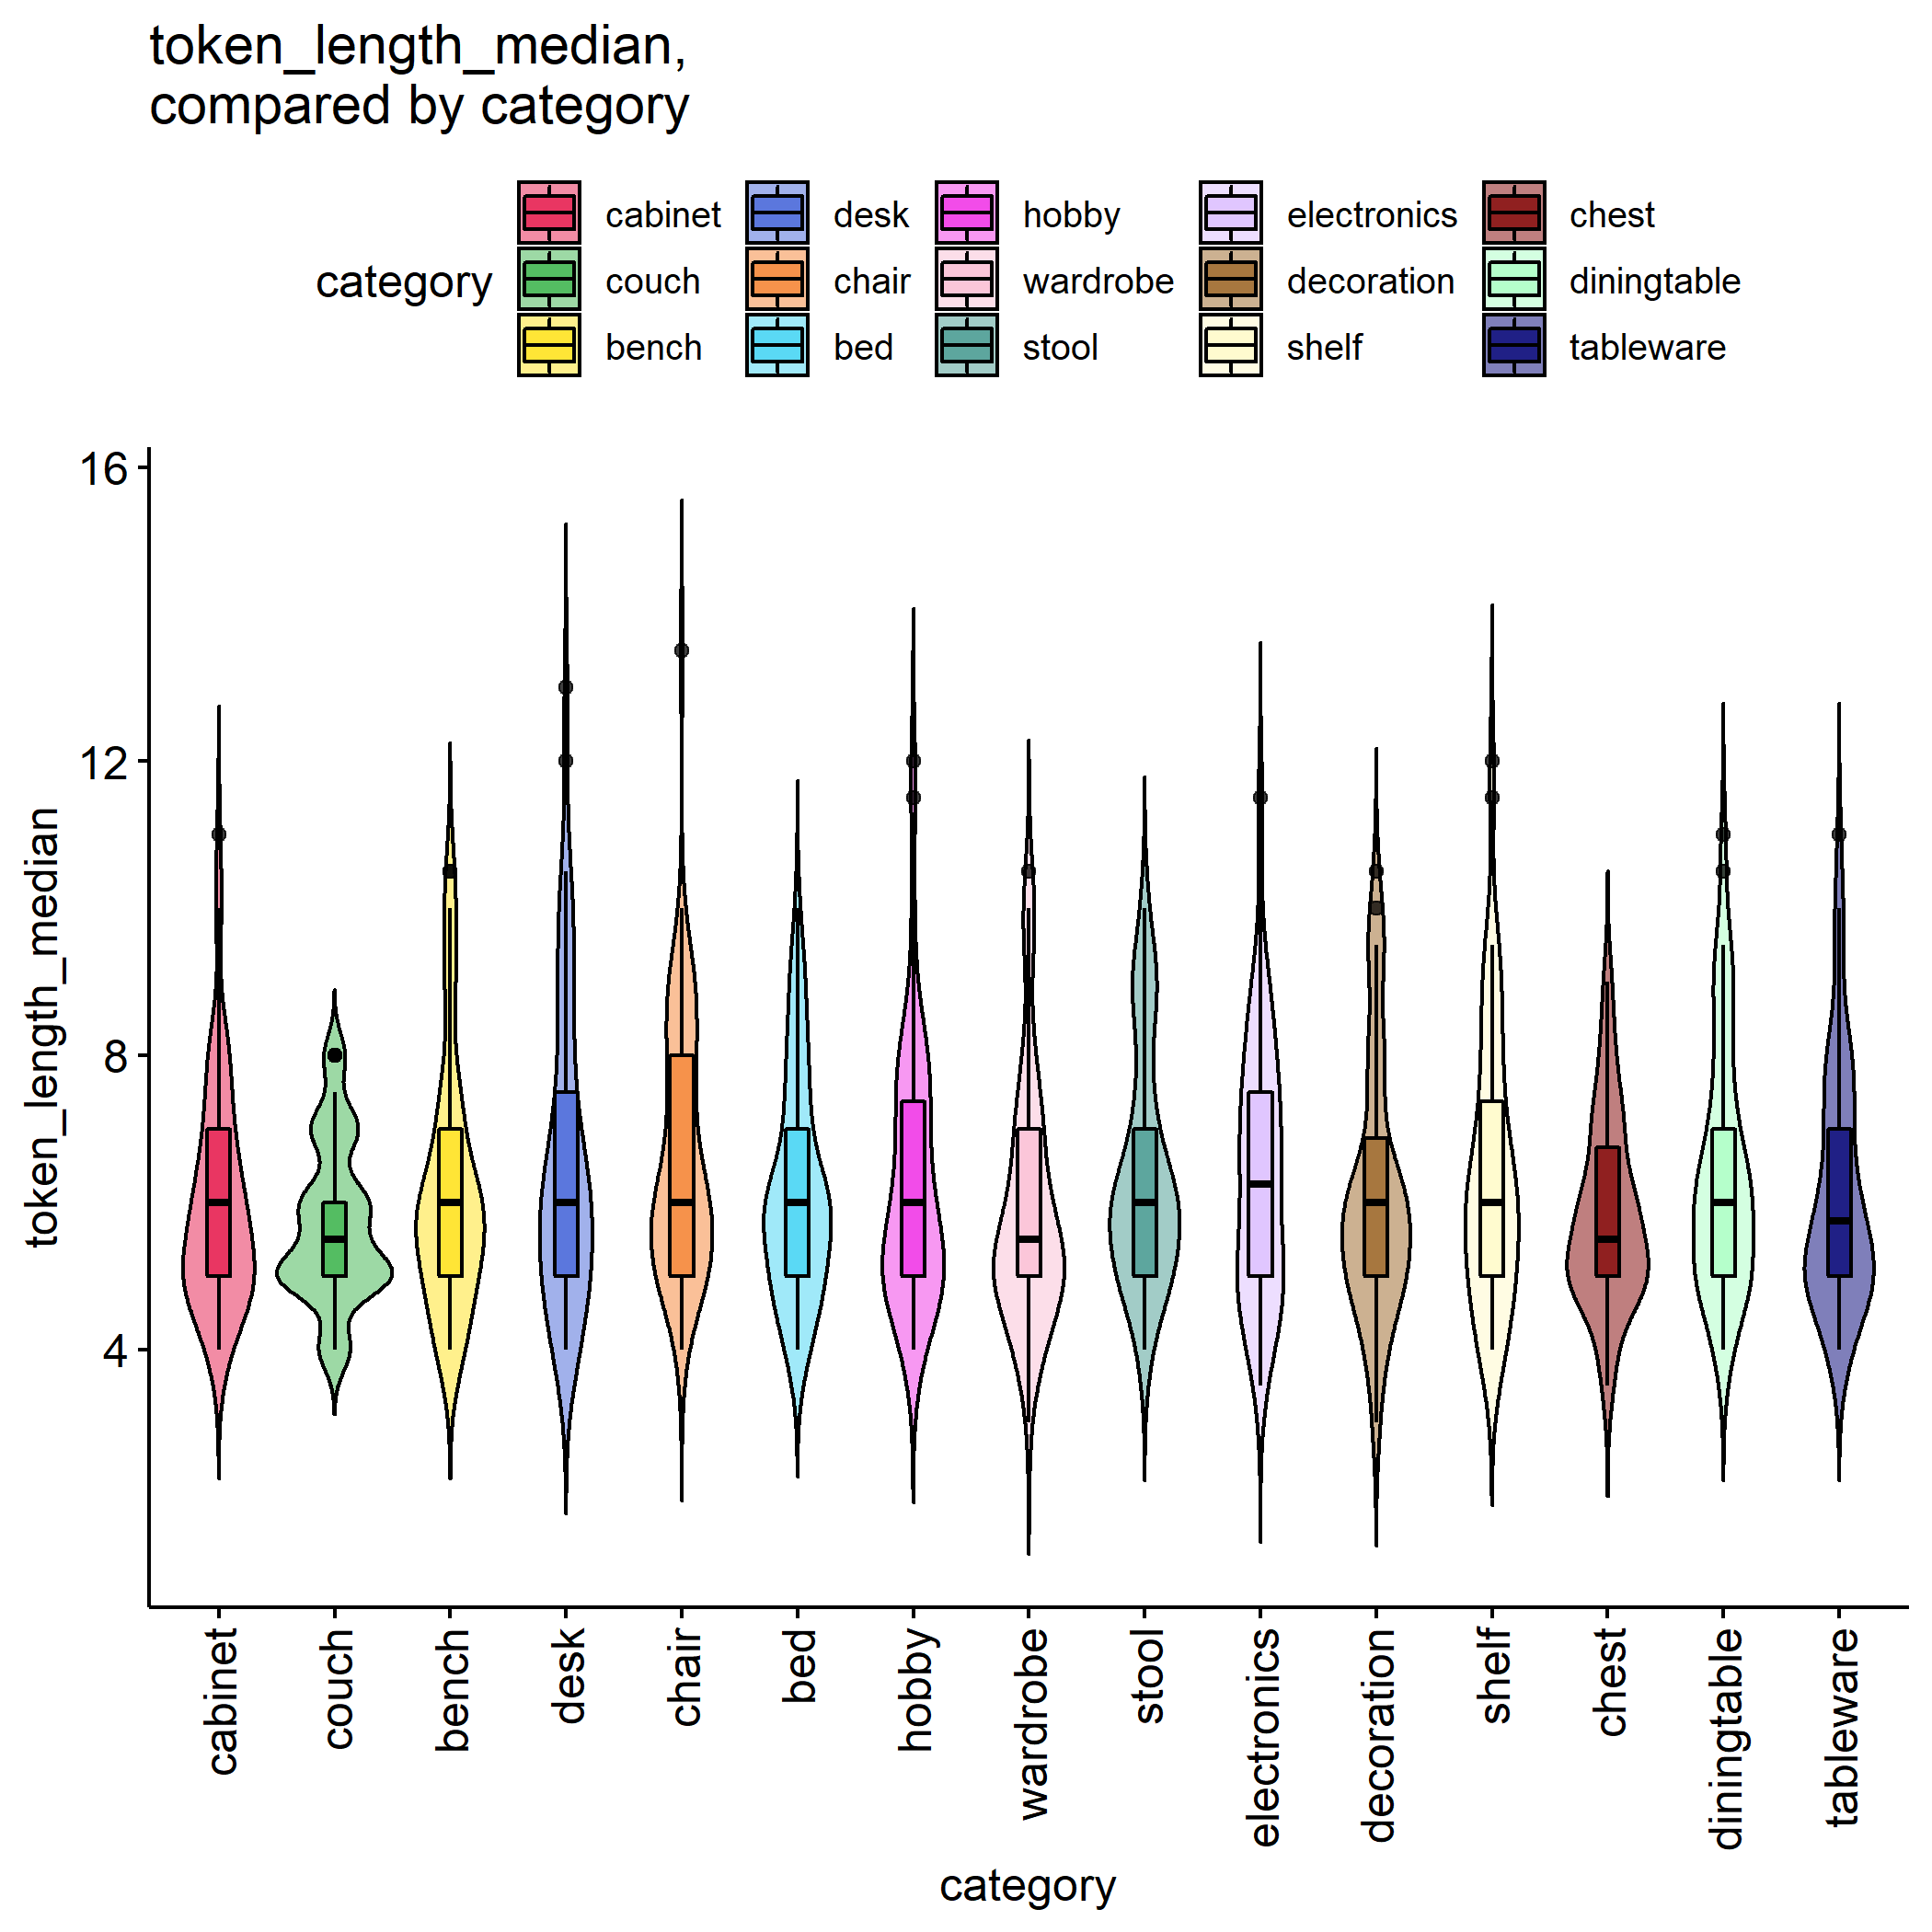 token_length_median,
compared by category
category
cabinet
couch
bench
desk
chair
bed
hobby
wardrobe
stool
electronics
decoration
shelf
chest
diningtable
tableware
token_length_median
16
12
8
4
cabinet
couch
bench
desk
chair
bed
hobby
wardrobe
stool
electronics
decoration
shelf
chest
diningtable
tableware
category